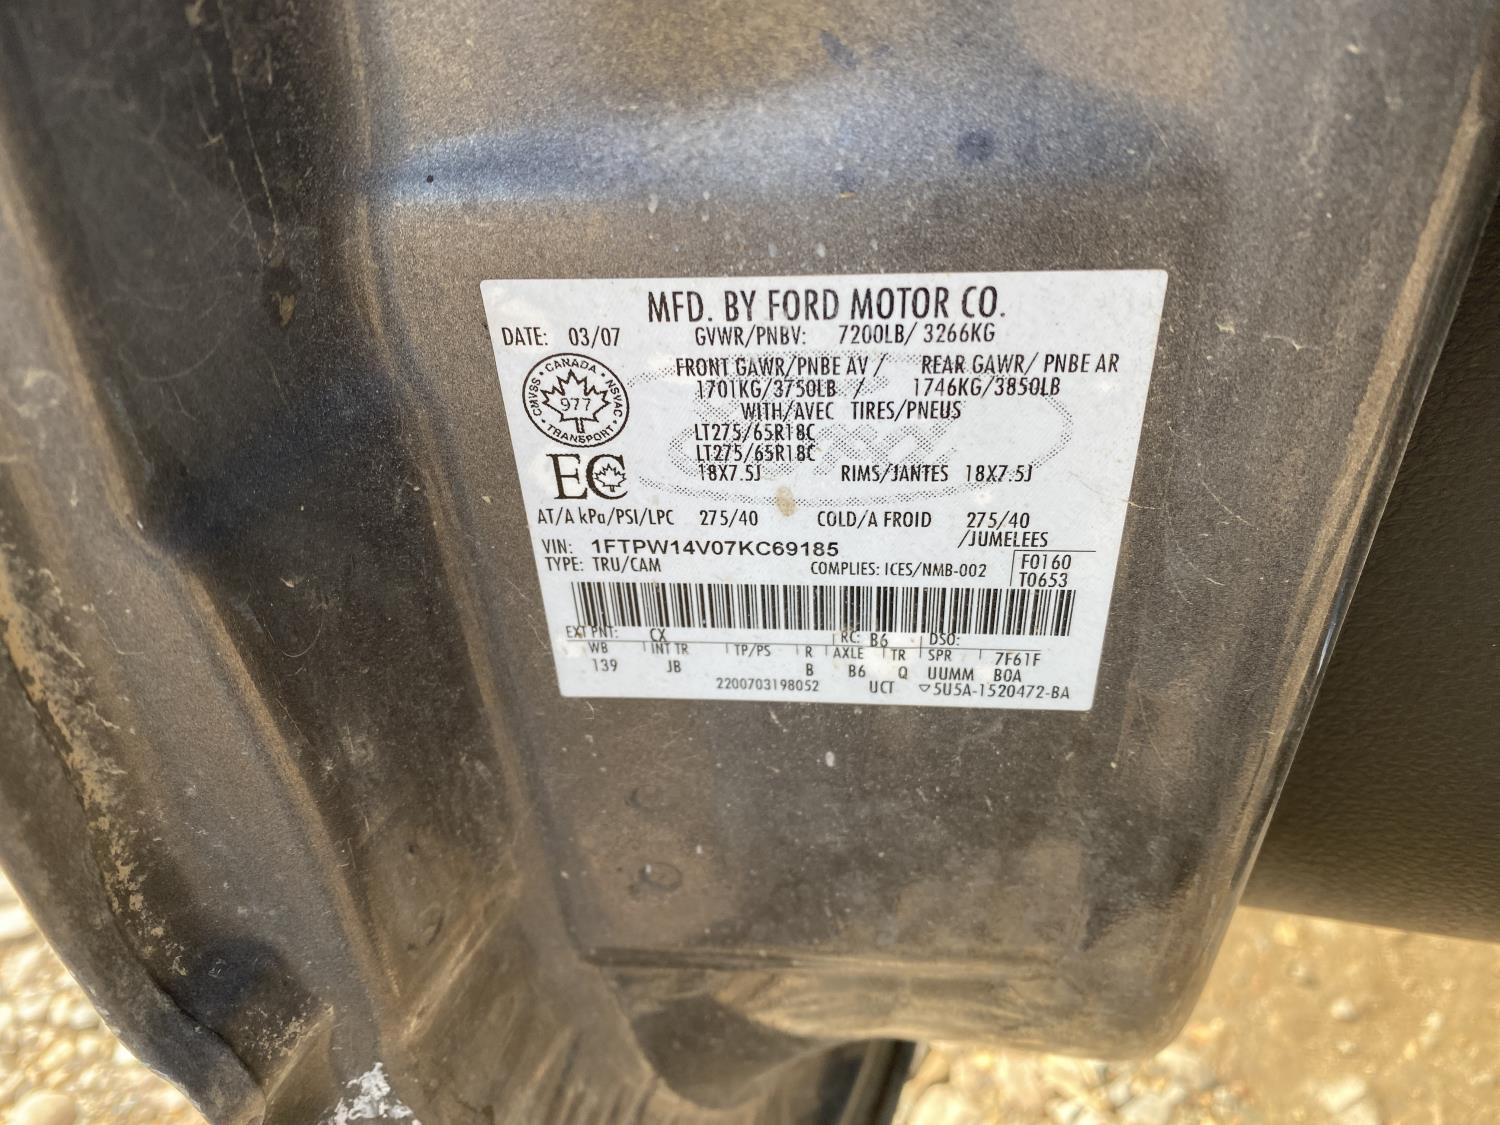 MFD. BY FORD MOTOR CO.
DATE: 03/07 GVWR/PNBV: 7200LB/ 3266KG
FRONT GAWR/PNBE AV / REAR GAWR/ PNBE AR
1701KG/3750LB / 1746KG/3850LB
WITH/AVEC TIRES/PNEUS
CANADA · NSVAC · TRANSPORT · CMVSS ·
977
LT275/65R18C
LT275/65R18C
18X7.5J RIMS/JANTES 18X7.5J
EC
AT/A kPa/PSI/LPC 275/40 COLD/A FROID 275/40
/JUMELEES
VIN: 1FTPW14V07KC69185
TYPE: TRU/CAM COMPLIES: ICES/NMB-002 F0160
T0653
EXT PNT: CX RC: B6 DSO:
WB INT TR TP/PS R AXLE TR SPR 7F61F
139 JB B B6 Q UUMM B0A
2200703198052 UCT ▽5U5A-1520472-BA